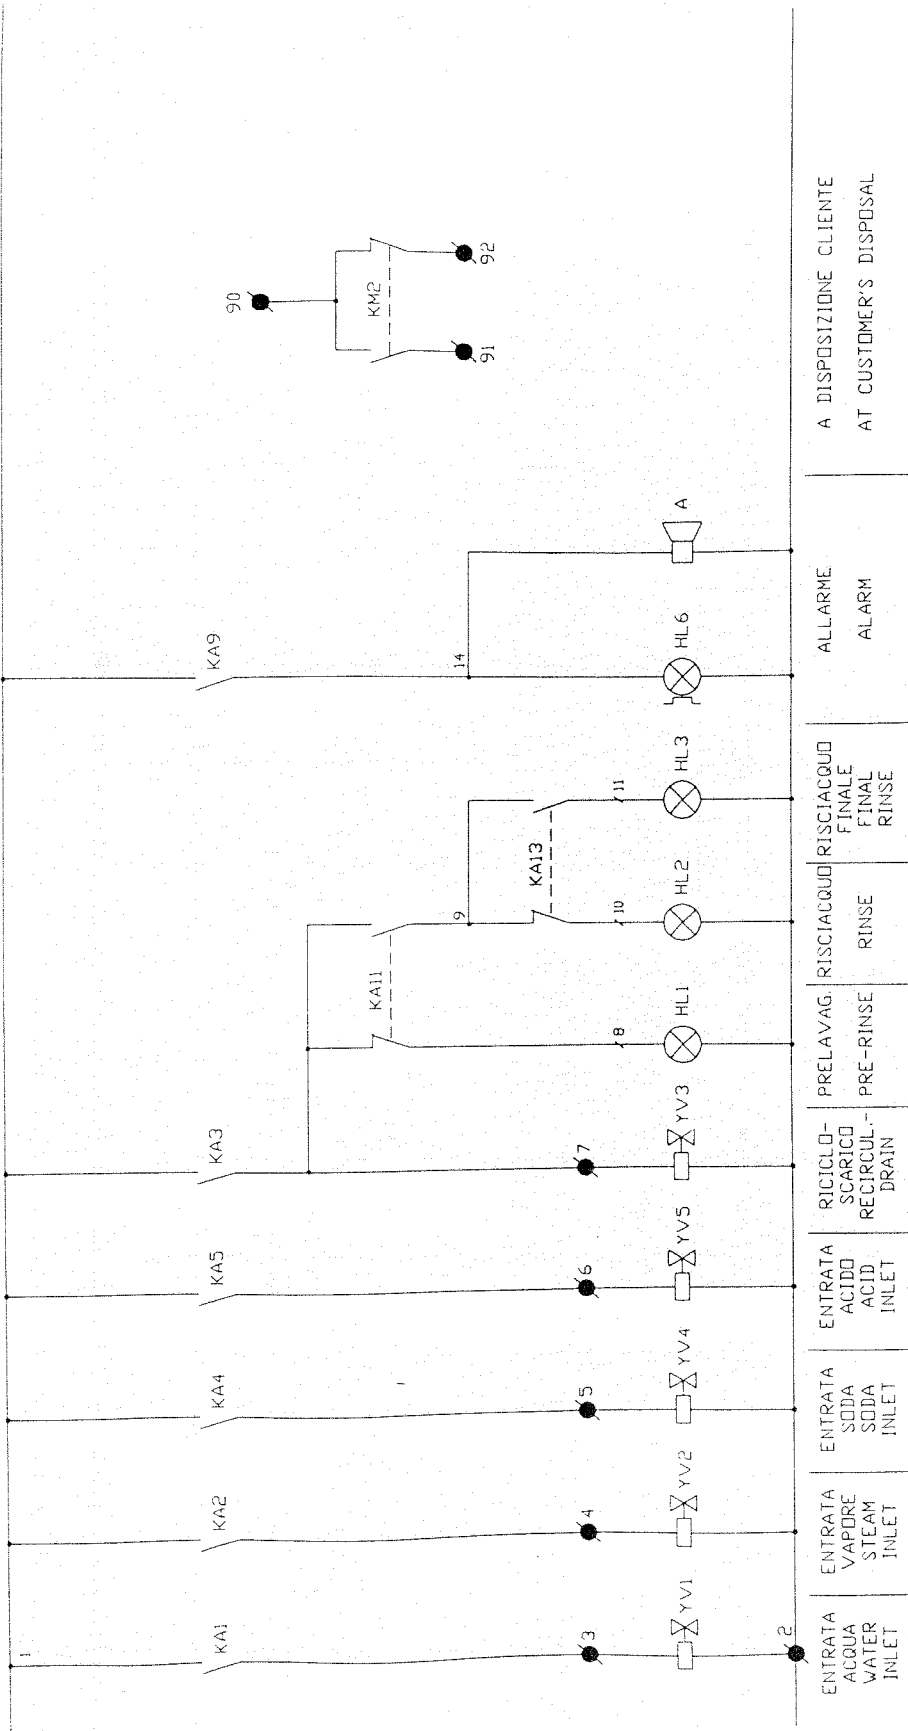 1
KA1
KA2
KA4
KA5
KA3
KA11
KA9
90
KM2
91
92
9
KA13
14
3
4
5
6
7
8
10
11
YV1
YV2
YV4
YV5
YV3
HL1
HL2
HL3
HL6
A
2
ENTRATA
ACQUA
WATER
INLET
ENTRATA
VAPORE
STEAM
INLET
ENTRATA
SODA
SODA
INLET
ENTRATA
ACIDO
ACID
INLET
RICICLO-
SCARICO
RECIRCUL.-
DRAIN
PRELAVAG.
PRE-RINSE
RISCIACQUO
RINSE
RISCIACQUO
FINALE
FINAL
RINSE
ALLARME
ALARM
A DISPOSIZIONE CLIENTE
AT CUSTOMER'S DISPOSAL